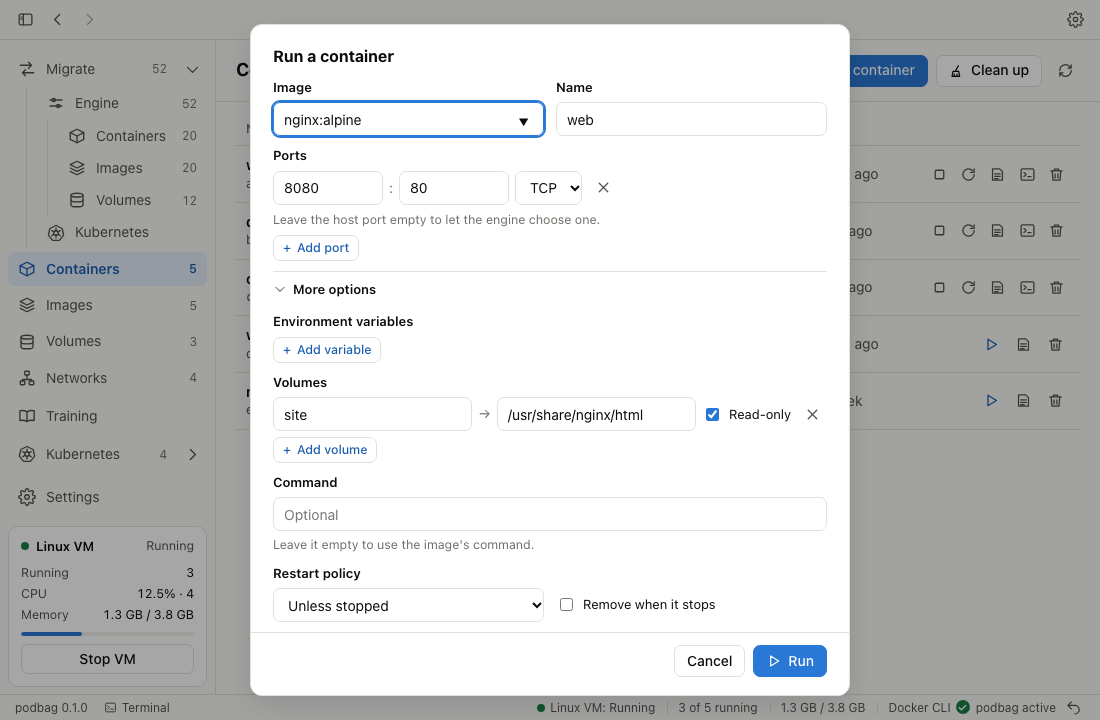 Run a container
Image
Name
nginx:alpine
web
Ports
8080 : 80 TCP
Leave the host port empty to let the engine choose one.
+ Add port
More options
Environment variables
+ Add variable
Volumes
site → /usr/share/nginx/html Read-only
+ Add volume
Command
Optional
Leave it empty to use the image's command.
Restart policy
Unless stopped Remove when it stops
Cancel Run
Migrate 52
Engine 52
Containers 20
Images 20
Volumes 12
Kubernetes
Containers 5
Images 5
Volumes 3
Networks 4
Training
Kubernetes 4
Settings
Linux VM Running
Running 3
CPU 12.5% · 4
Memory 1.3 GB / 3.8 GB
Stop VM
container Clean up
ago
ago
ago
ago
podbag 0.1.0 Terminal
Linux VM: Running 3 of 5 running 1.3 GB / 3.8 GB Docker CLI podbag active